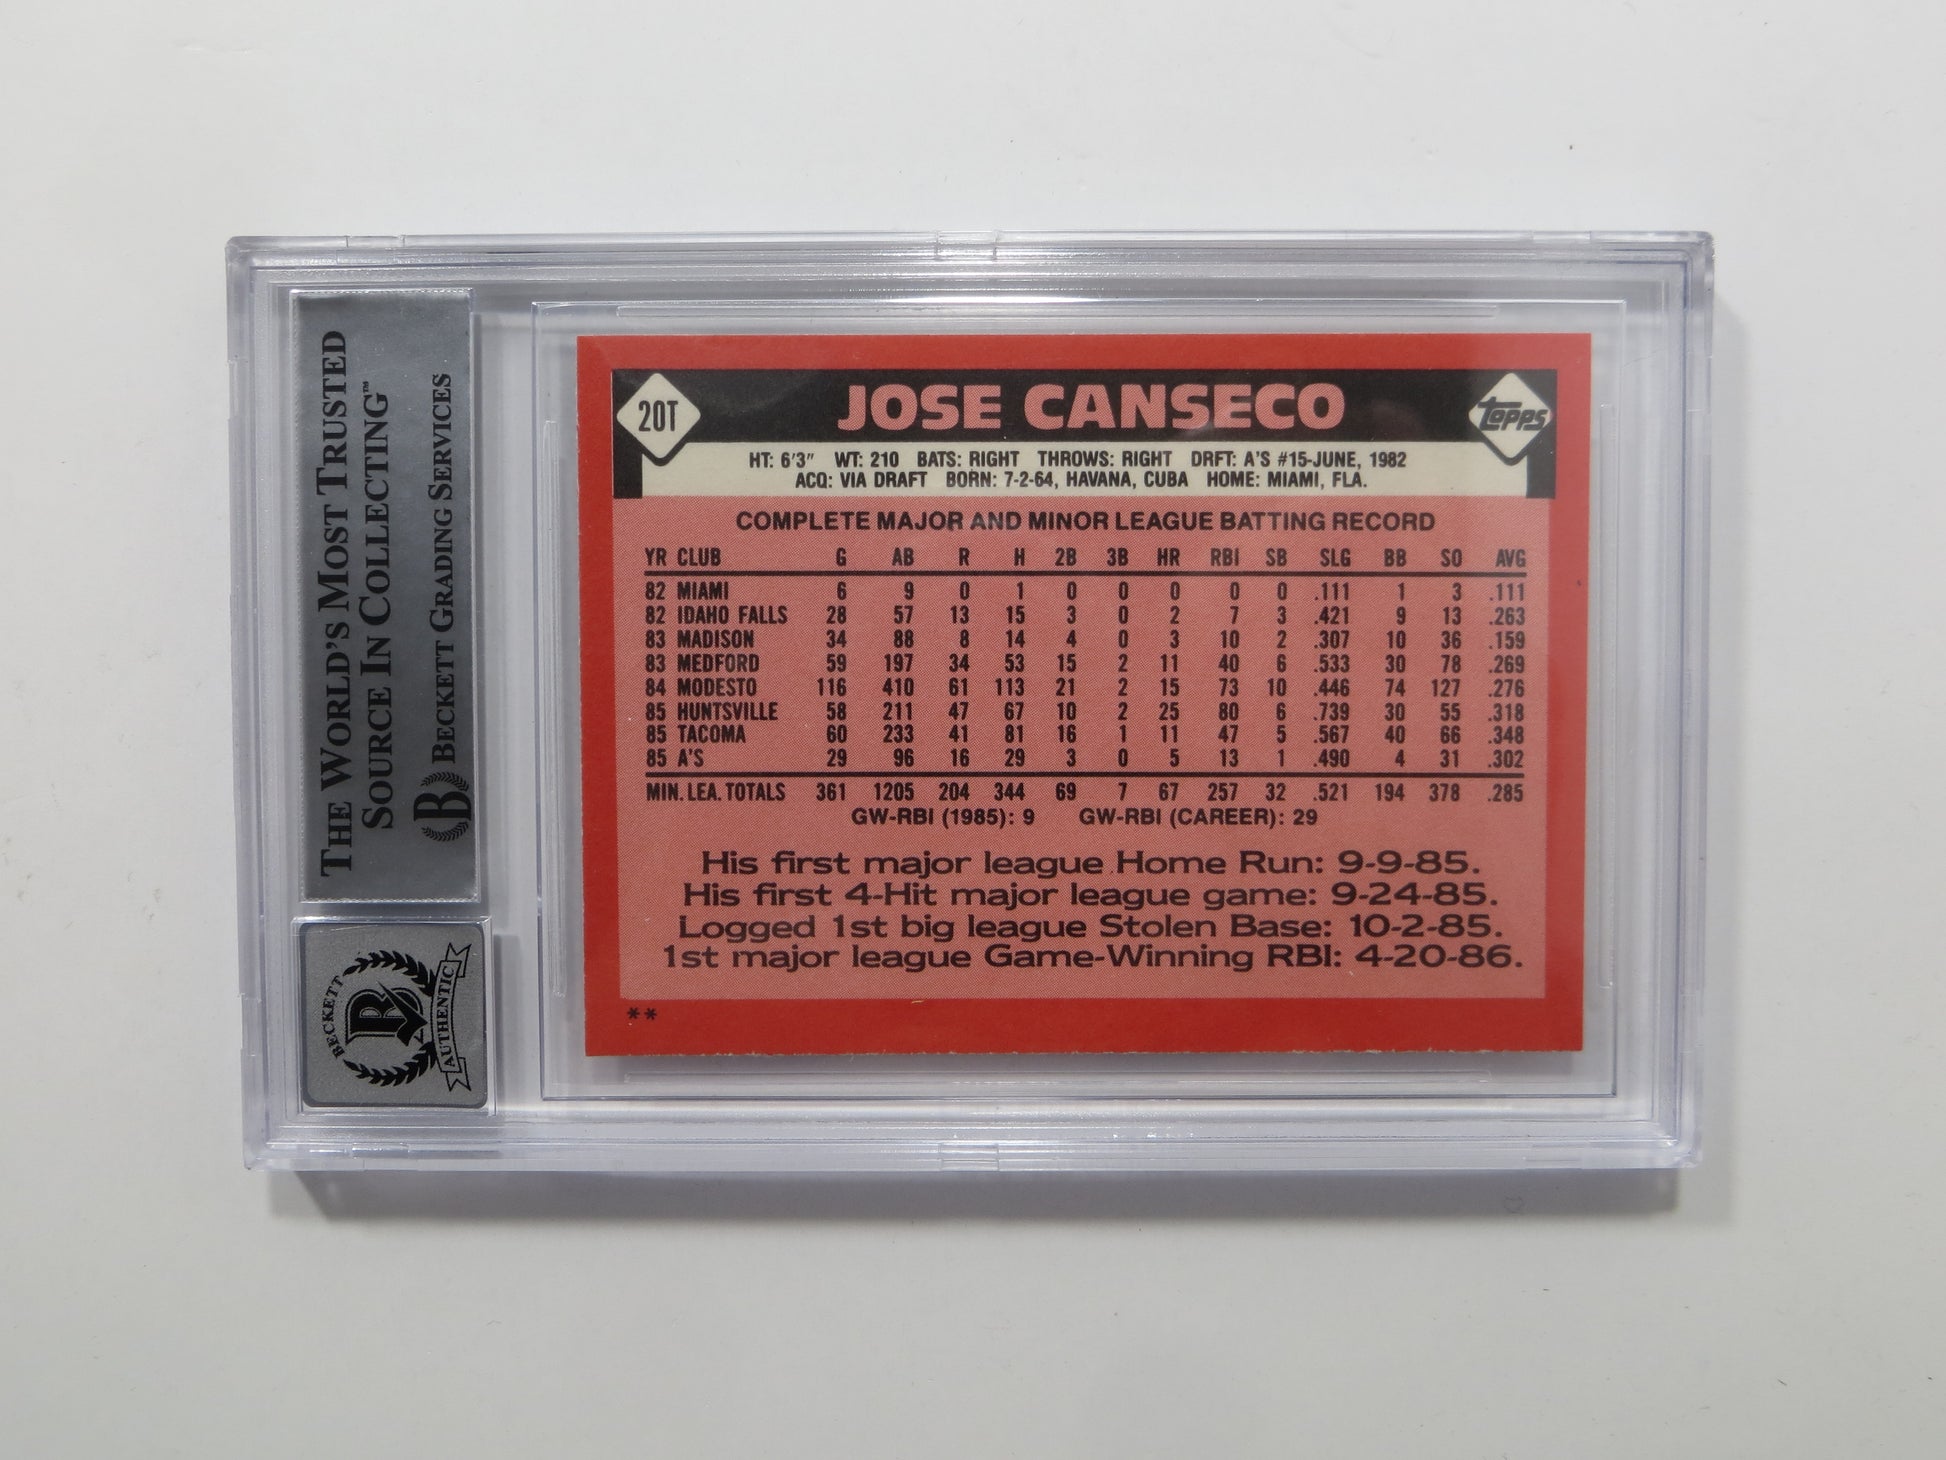 THE WORLD'S MOST TRUSTED
SOURCE IN COLLECTING™
B BECKETT GRADING SERVICES
BECKETT
B
AUTHENTIC
20T
JOSE CANSECO
topps
HT: 6'3" WT: 210 BATS: RIGHT THROWS: RIGHT DRFT: A'S #15-JUNE, 1982
ACQ: VIA DRAFT BORN: 7-2-64, HAVANA, CUBA HOME: MIAMI, FLA.
COMPLETE MAJOR AND MINOR LEAGUE BATTING RECORD
YR CLUB G AB R H 2B 3B HR RBI SB SLG BB SO AVG
82 MIAMI 6 9 0 1 0 0 0 0 0 .111 1 3 .111
82 IDAHO FALLS 28 57 13 15 3 0 2 7 3 .421 9 13 .263
83 MADISON 34 88 8 14 4 0 3 10 2 .307 10 36 .159
83 MEDFORD 59 197 34 53 15 2 11 40 6 .533 30 78 .269
84 MODESTO 116 410 61 113 21 2 15 73 10 .446 74 127 .276
85 HUNTSVILLE 58 211 47 67 10 2 25 80 6 .739 30 55 .318
85 TACOMA 60 233 41 81 16 1 11 47 5 .567 40 66 .348
85 A'S 29 96 16 29 3 0 5 13 1 .490 4 31 .302
MIN. LEA. TOTALS 361 1205 204 344 69 7 67 257 32 .521 194 378 .285
GW-RBI (1985): 9 GW-RBI (CAREER): 29
His first major league Home Run: 9-9-85.
His first 4-Hit major league game: 9-24-85.
Logged 1st big league Stolen Base: 10-2-85.
1st major league Game-Winning RBI: 4-20-86.
**